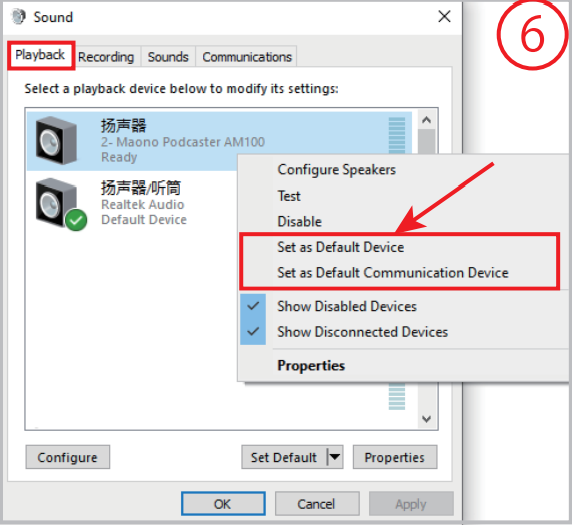 Sound
6
Playback Recording Sounds Communications
Select a playback device below to modify its settings:
扬声器
2- Maono Podcaster AM100
Ready
扬声器/听筒
Realtek Audio
Default Device
Configure Speakers
Test
Disable
Set as Default Device
Set as Default Communication Device
Show Disabled Devices
Show Disconnected Devices
Properties
Configure Set Default Properties
OK Cancel Apply